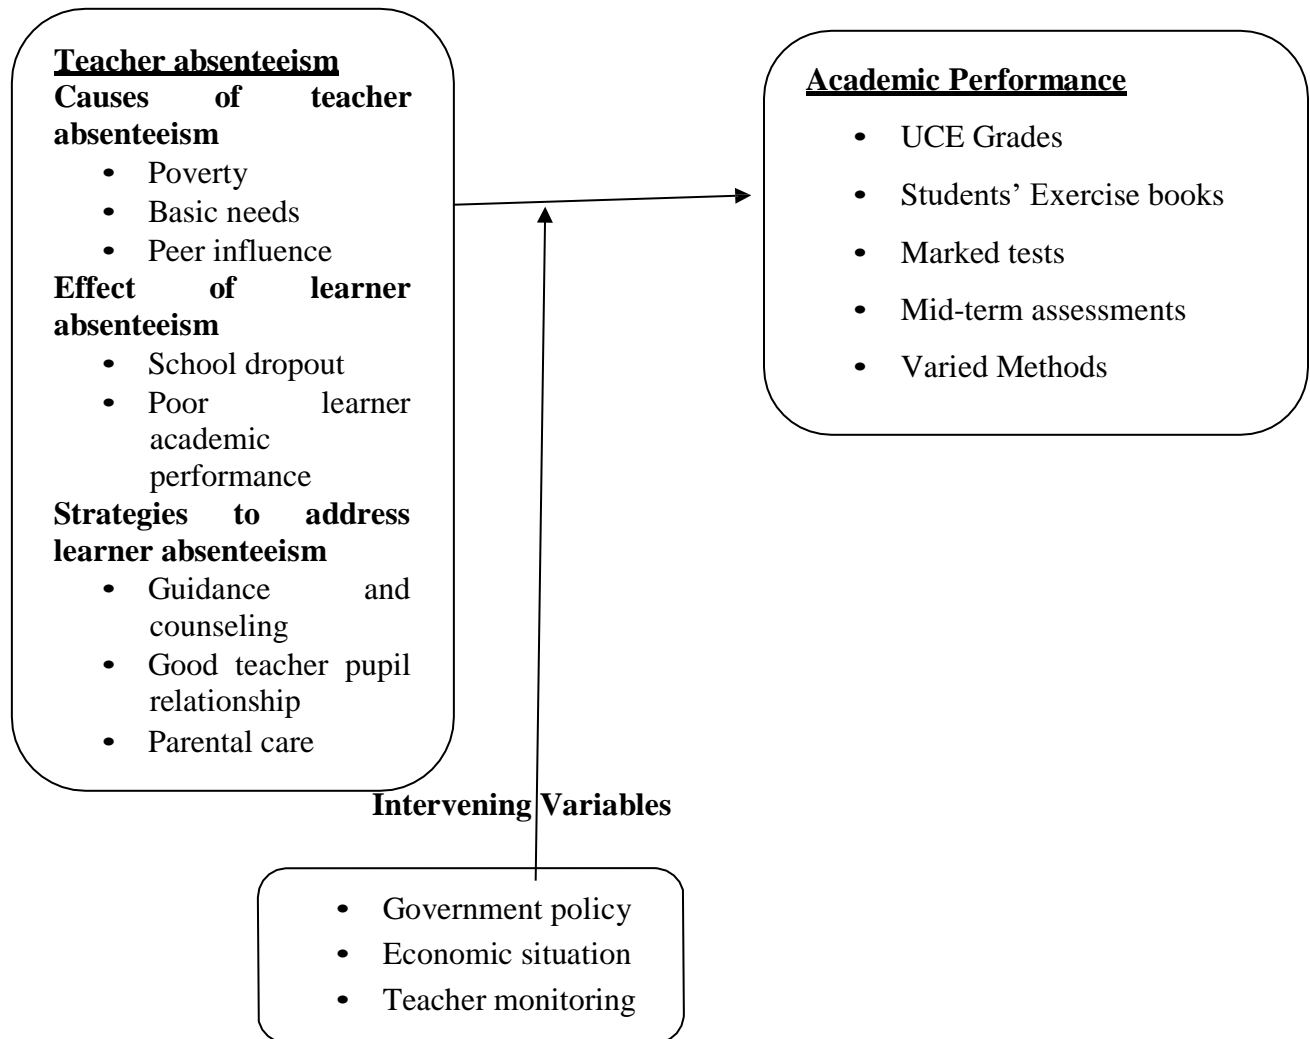 Teacher absenteeism
Causes of teacher
absenteeism
• Poverty
• Basic needs
• Peer influence
Effect of learner
absenteeism
• School dropout
• Poor learner
academic
performance
Strategies to address
learner absenteeism
• Guidance and
counseling
• Good teacher pupil
relationship
• Parental care
Academic Performance
• UCE Grades
• Students’ Exercise books
• Marked tests
• Mid-term assessments
• Varied Methods
Intervening Variables
• Government policy
• Economic situation
• Teacher monitoring